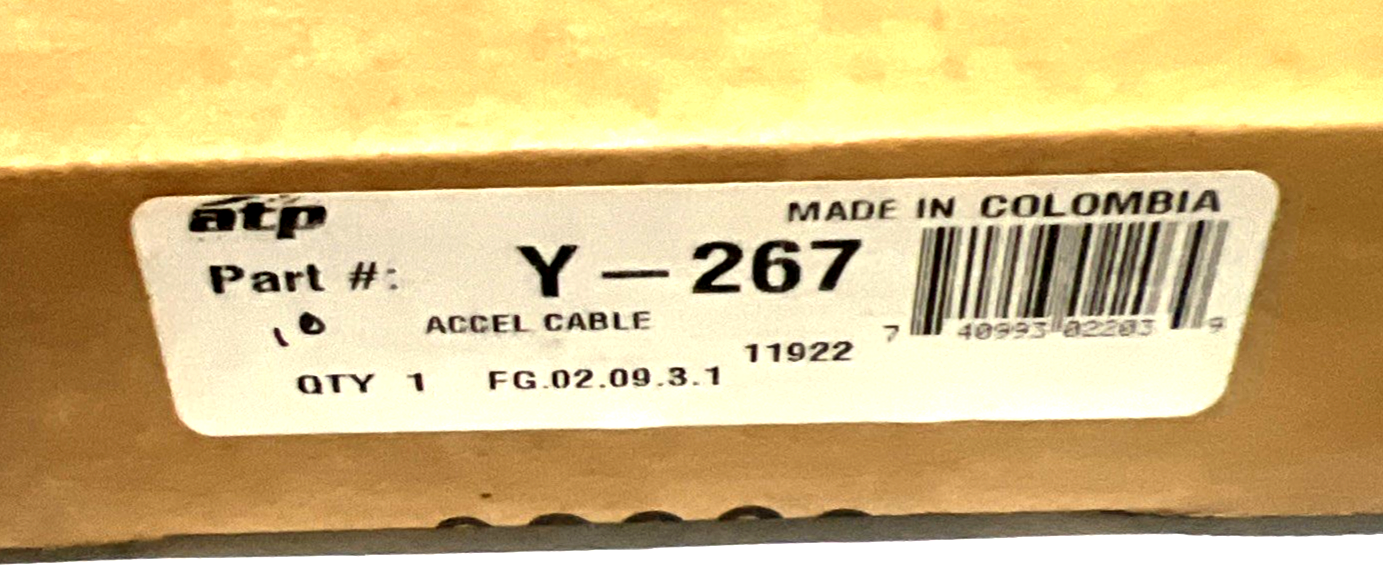 atp
MADE IN COLOMBIA
Part #: Y-267
10 ACCEL CABLE
7 40993 02203 9
11922
QTY 1 FG.02.09.3.1